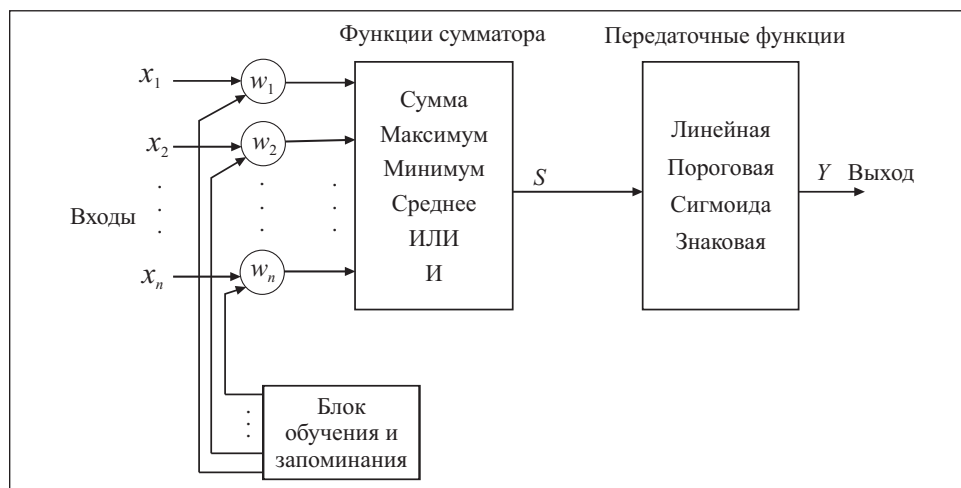 Функции сумматора
Передаточные функции
x1
w1
Сумма
Максимум
Минимум
Среднее
ИЛИ
И
Линейная
Пороговая
Сигмоида
Знаковая
x2
w2
S
Y Выход
Входы
xn
wn
Блок
обучения и
запоминания